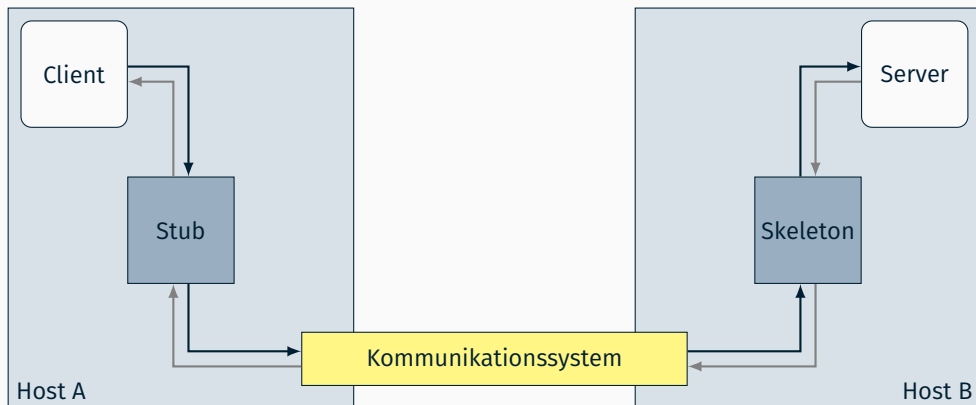 Client
Server
Stub
Skeleton
Kommunikationssystem
Host A
Host B